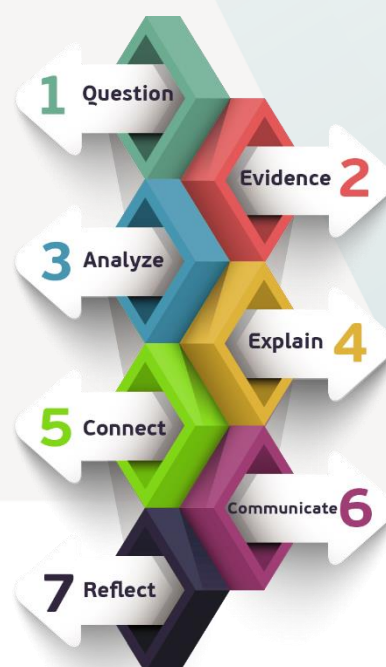 1 Question
Evidence 2
3 Analyze
Explain 4
5 Connect
Communicate 6
7 Reflect